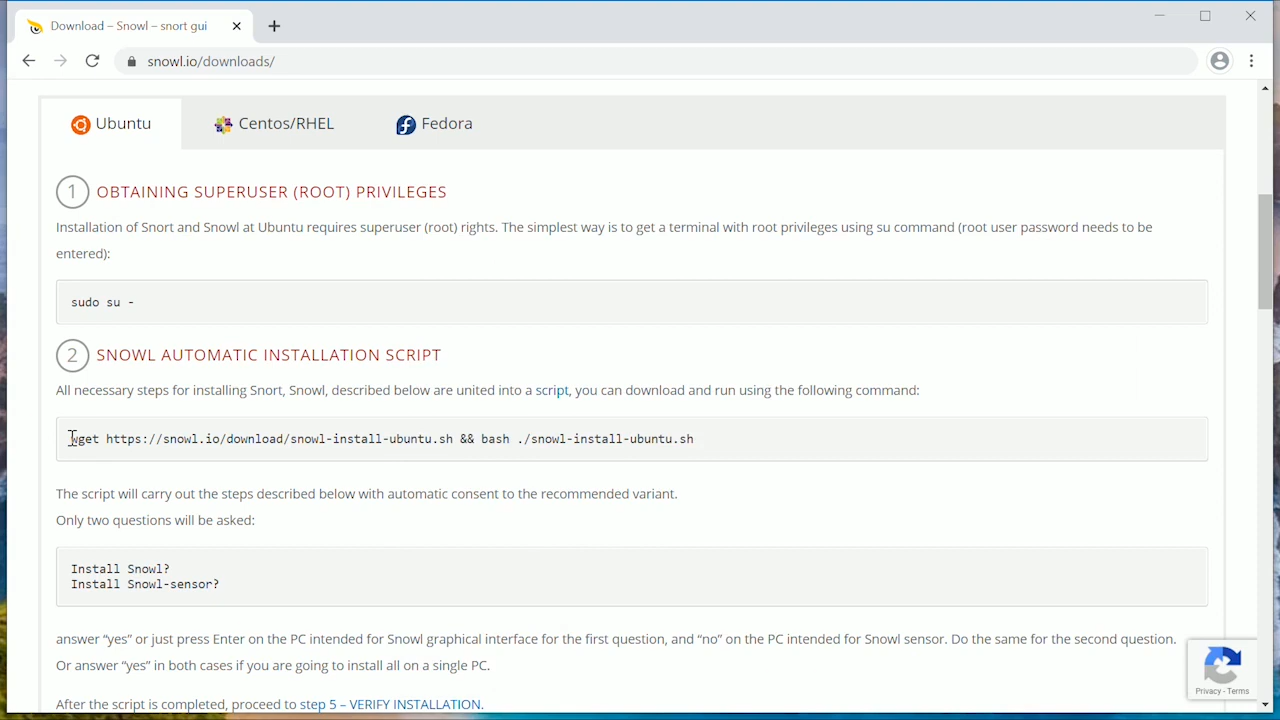 Download – Snowl – snort gui
snowl.io/downloads/
Ubuntu
Centos/RHEL
Fedora
1 OBTAINING SUPERUSER (ROOT) PRIVILEGES
Installation of Snort and Snowl at Ubuntu requires superuser (root) rights. The simplest way is to get a terminal with root privileges using su command (root user password needs to be
entered):
sudo su -
2 SNOWL AUTOMATIC INSTALLATION SCRIPT
All necessary steps for installing Snort, Snowl, described below are united into a script, you can download and run using the following command:
wget https://snowl.io/download/snowl-install-ubuntu.sh && bash ./snowl-install-ubuntu.sh
The script will carry out the steps described below with automatic consent to the recommended variant.
Only two questions will be asked:
Install Snowl?
Install Snowl-sensor?
answer “yes” or just press Enter on the PC intended for Snowl graphical interface for the first question, and “no” on the PC intended for Snowl sensor. Do the same for the second question.
Or answer “yes” in both cases if you are going to install all on a single PC.
Privacy - Terms
After the script is completed, proceed to step 5 – VERIFY INSTALLATION.